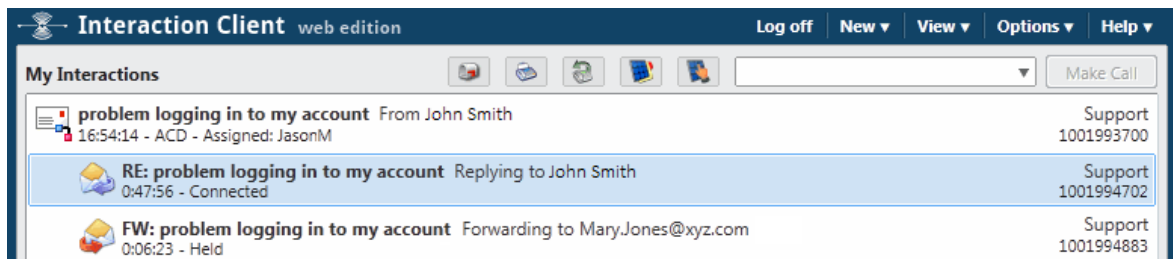 Interaction Client web edition Log off New ▾ View ▾ Options ▾ Help ▾
My Interactions Make Call
problem logging in to my account From John Smith Support
16:54:14 - ACD - Assigned: JasonM 1001993700
RE: problem logging in to my account Replying to John Smith Support
0:47:56 - Connected 1001994702
FW: problem logging in to my account Forwarding to Mary.Jones@xyz.com Support
0:06:23 - Held 1001994883